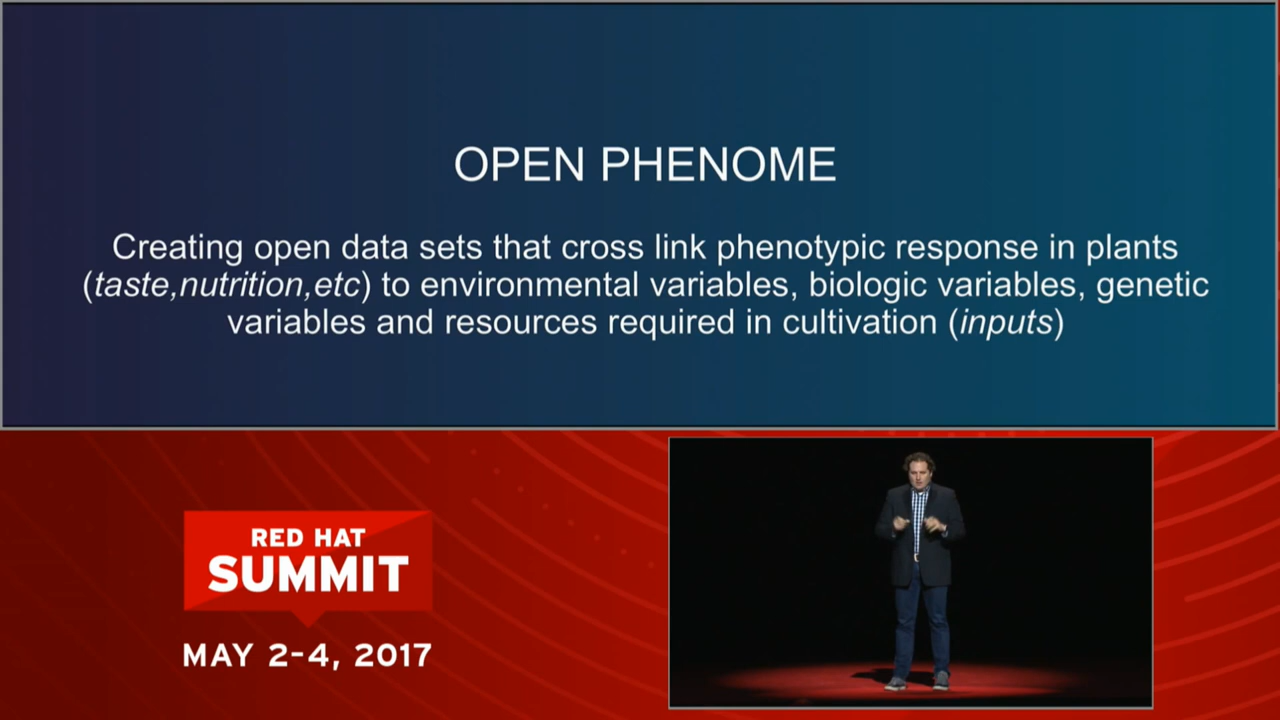 OPEN PHENOME
Creating open data sets that cross link phenotypic response in plants
(taste,nutrition,etc) to environmental variables, biologic variables, genetic
variables and resources required in cultivation (inputs)
RED HAT
SUMMIT
MAY 2-4, 2017